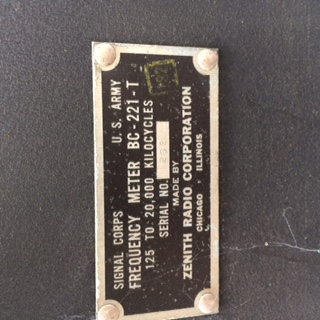 SIGNAL CORPS U. S. ARMY
FREQUENCY METER BC-221-T
125 TO 20,000 KILOCYCLES
SERIAL NO.
MADE BY
ZENITH RADIO CORPORATION
CHICAGO ILLINOIS